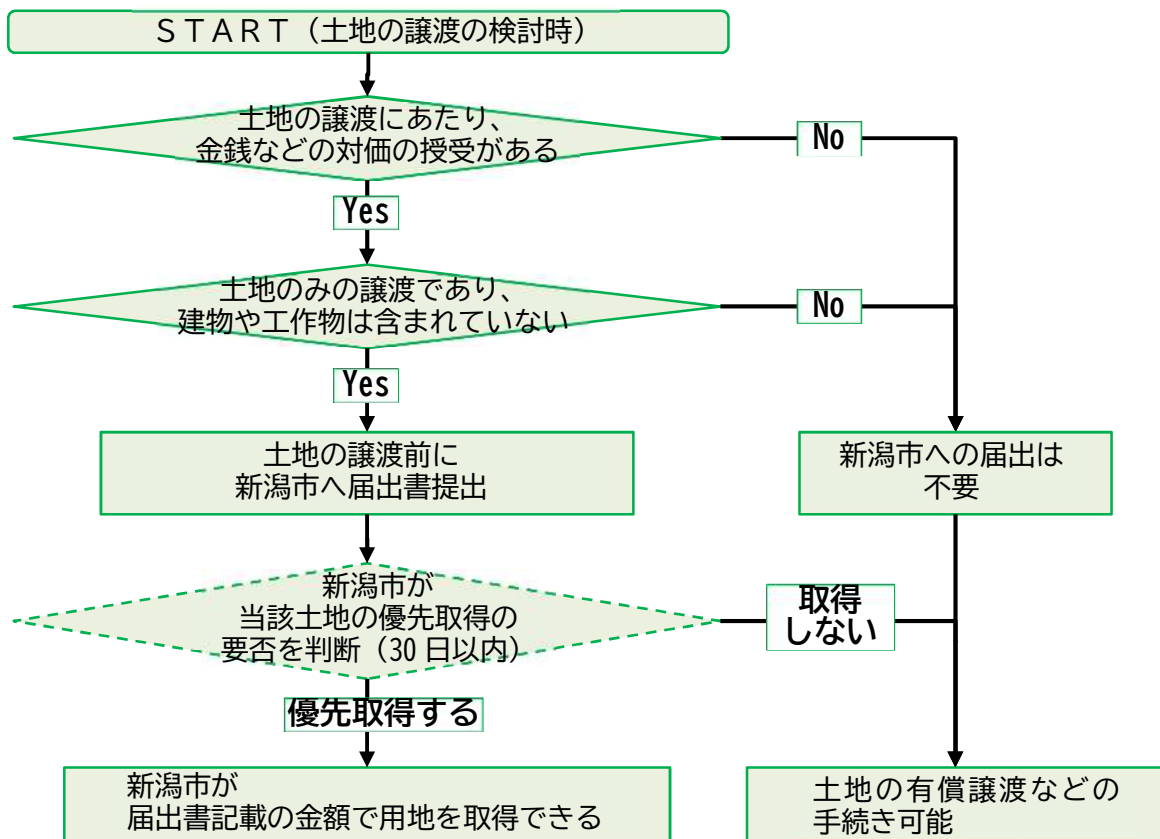 ＳＴＡＲＴ（土地の譲渡の検討時）
土地の譲渡にあたり、
金銭などの対価の授受がある
No
Yes
土地のみの譲渡であり、
建物や工作物は含まれていない
No
Yes
土地の譲渡前に
新潟市へ届出書提出
新潟市への届出は
不要
新潟市が
当該土地の優先取得の
要否を判断（30日以内）
取得
しない
優先取得する
新潟市が
届出書記載の金額で用地を取得できる
土地の有償譲渡などの
手続き可能